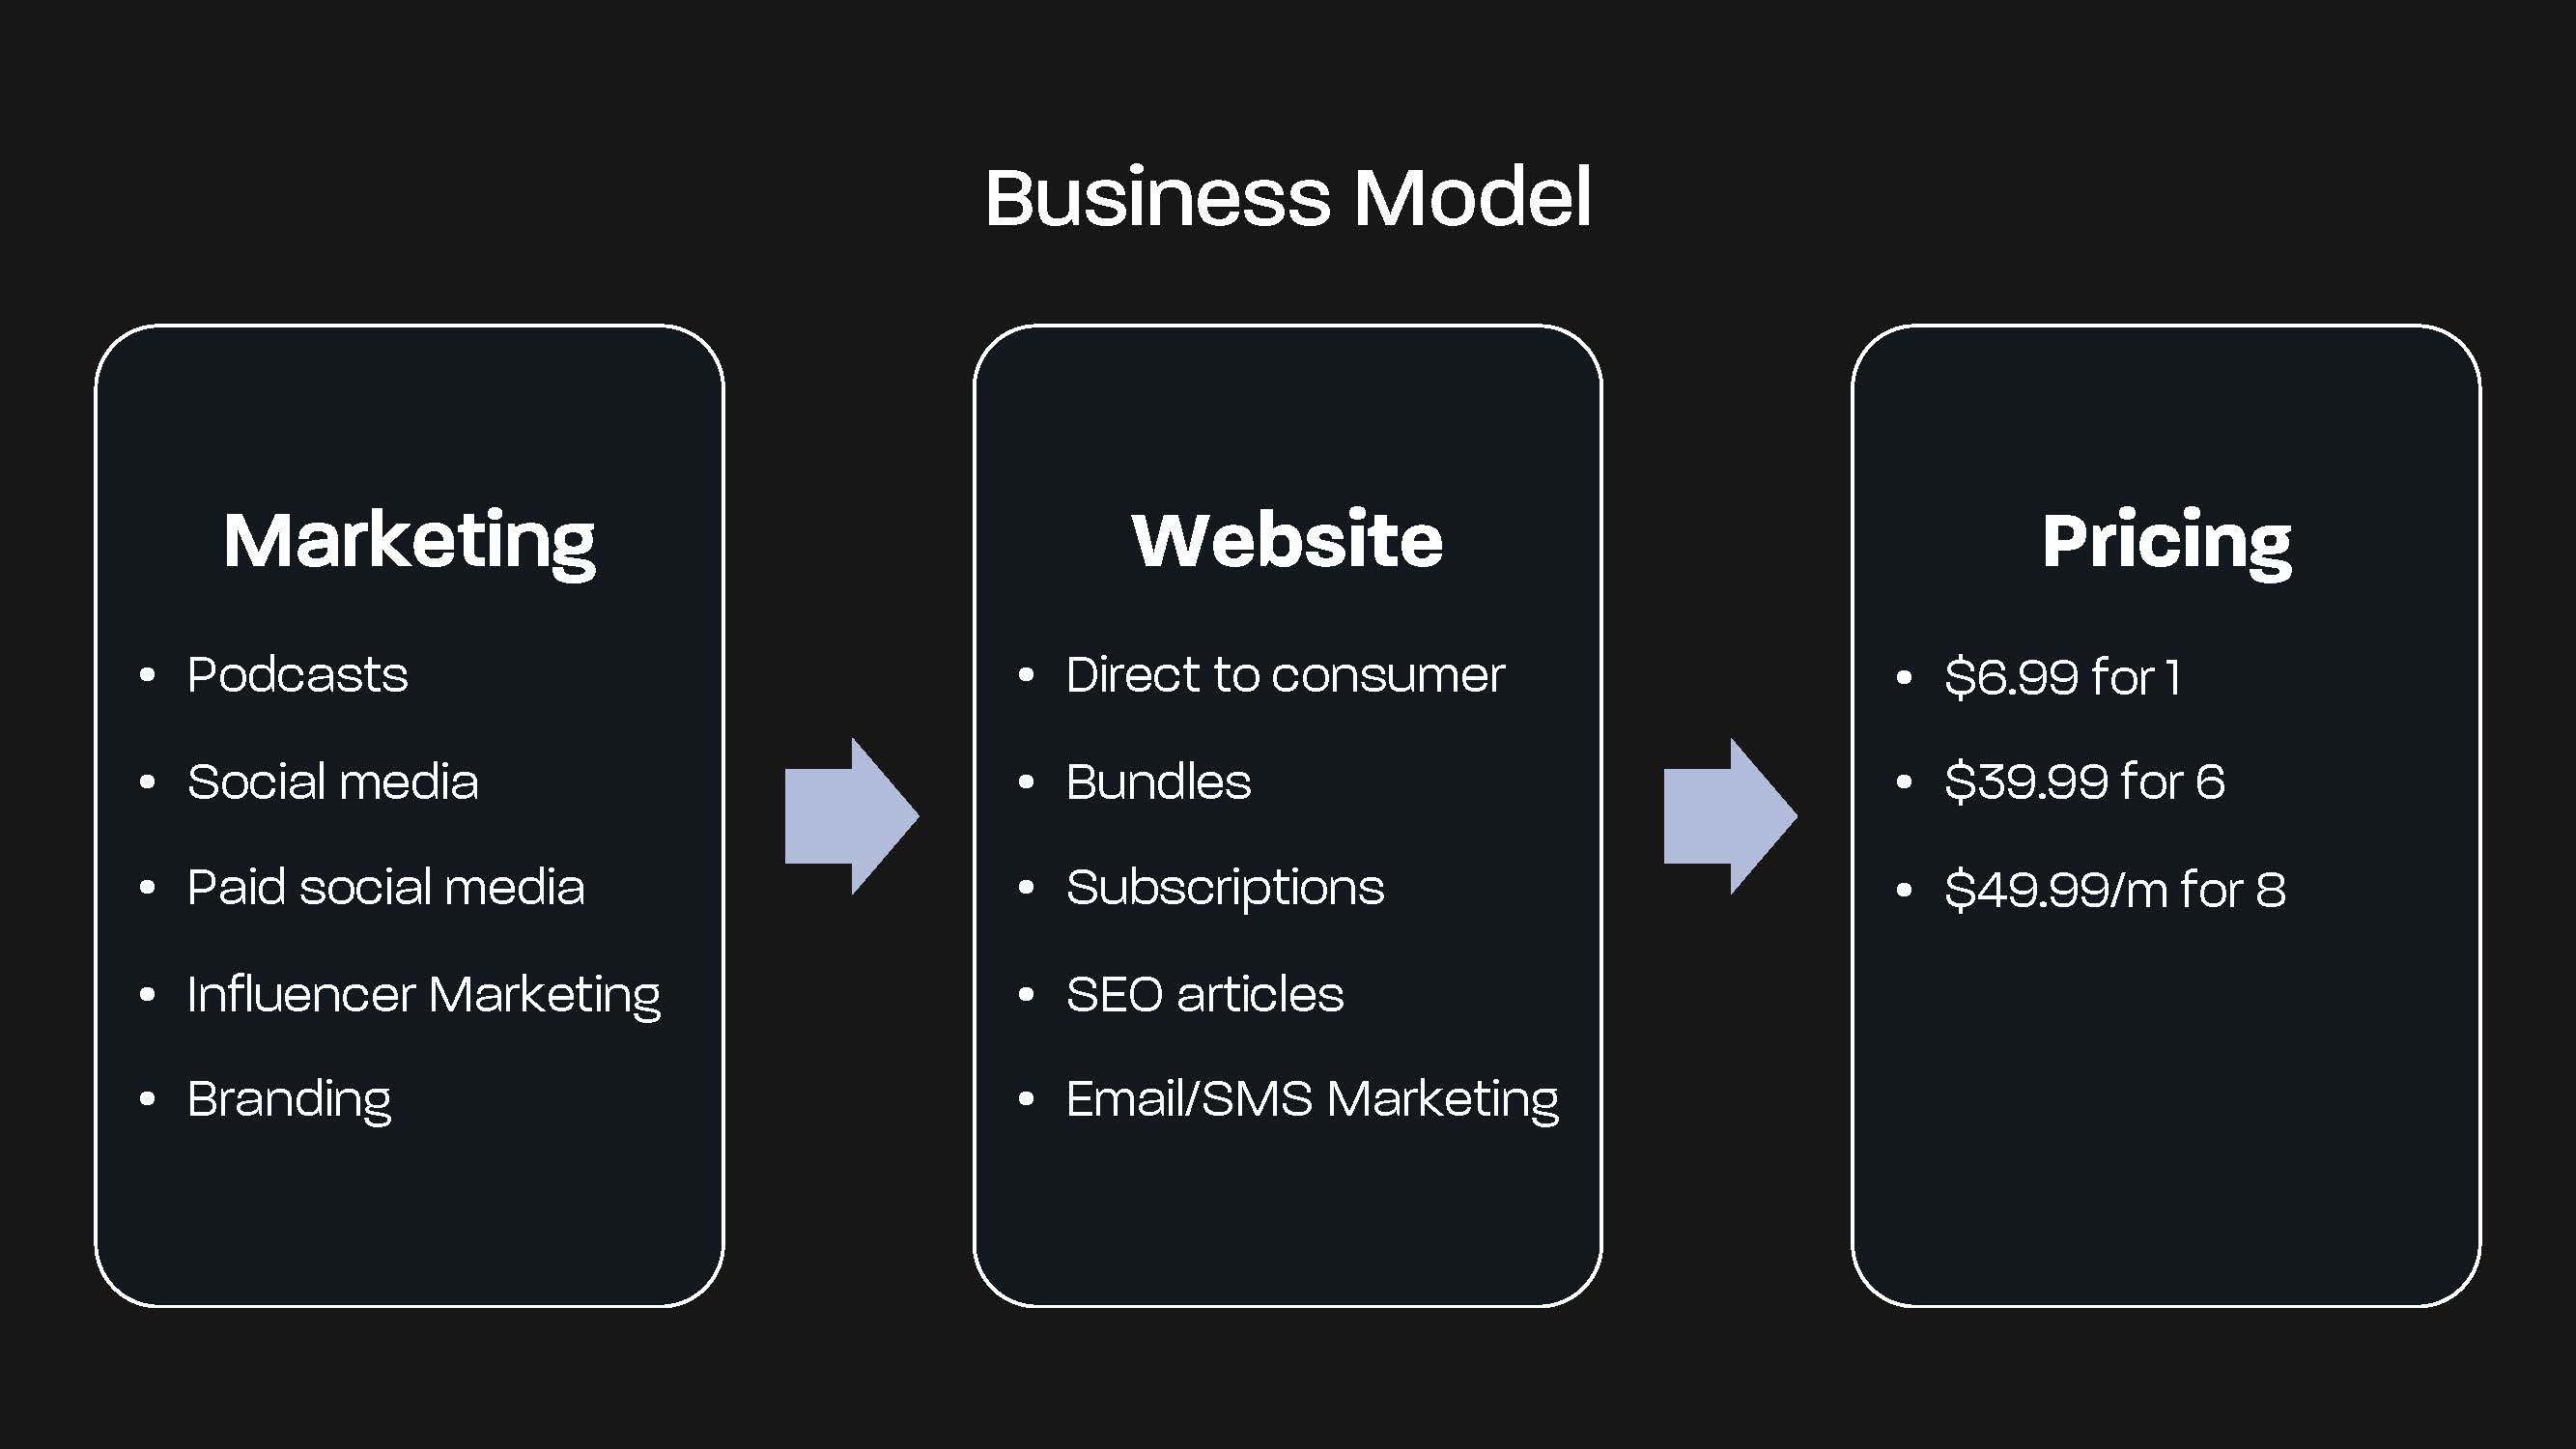 Business Model
Marketing
• Podcasts
• Social media
• Paid social media
• Influencer Marketing
• Branding
Website
• Direct to consumer
• Bundles
• Subscriptions
• SEO articles
• Email/SMS Marketing
Pricing
• $6.99 for 1
• $39.99 for 6
• $49.99/m for 8